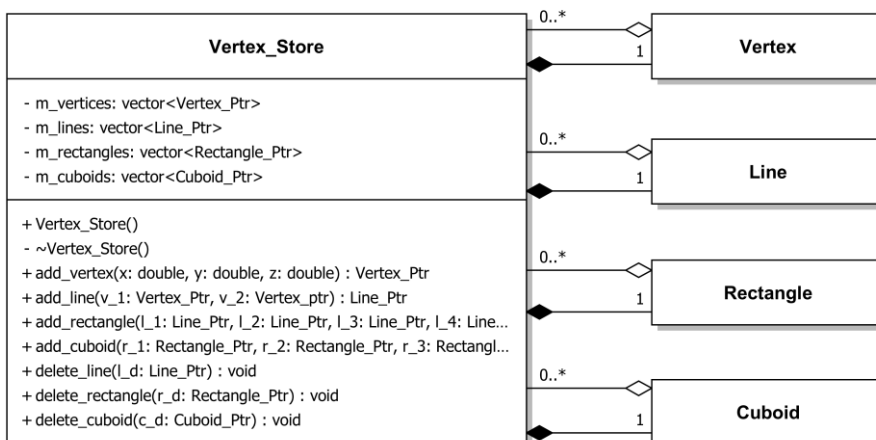 Vertex_Store
- m_vertices: vector<Vertex_Ptr>
- m_lines: vector<Line_Ptr>
- m_rectangles: vector<Rectangle_Ptr>
- m_cuboids: vector<Cuboid_Ptr>
+ Vertex_Store()
- ~Vertex_Store()
+ add_vertex(x: double, y: double, z: double) : Vertex_Ptr
+ add_line(v_1: Vertex_Ptr, v_2: Vertex_ptr) : Line_Ptr
+ add_rectangle(l_1: Line_Ptr, l_2: Line_Ptr, l_3: Line_Ptr, l_4: Line...
+ add_cuboid(r_1: Rectangle_Ptr, r_2: Rectangle_Ptr, r_3: Rectangl...
+ delete_line(l_d: Line_Ptr) : void
+ delete_rectangle(r_d: Rectangle_Ptr) : void
+ delete_cuboid(c_d: Cuboid_Ptr) : void
0..*
1
Vertex
0..*
1
Line
0..*
1
Rectangle
0..*
1
Cuboid